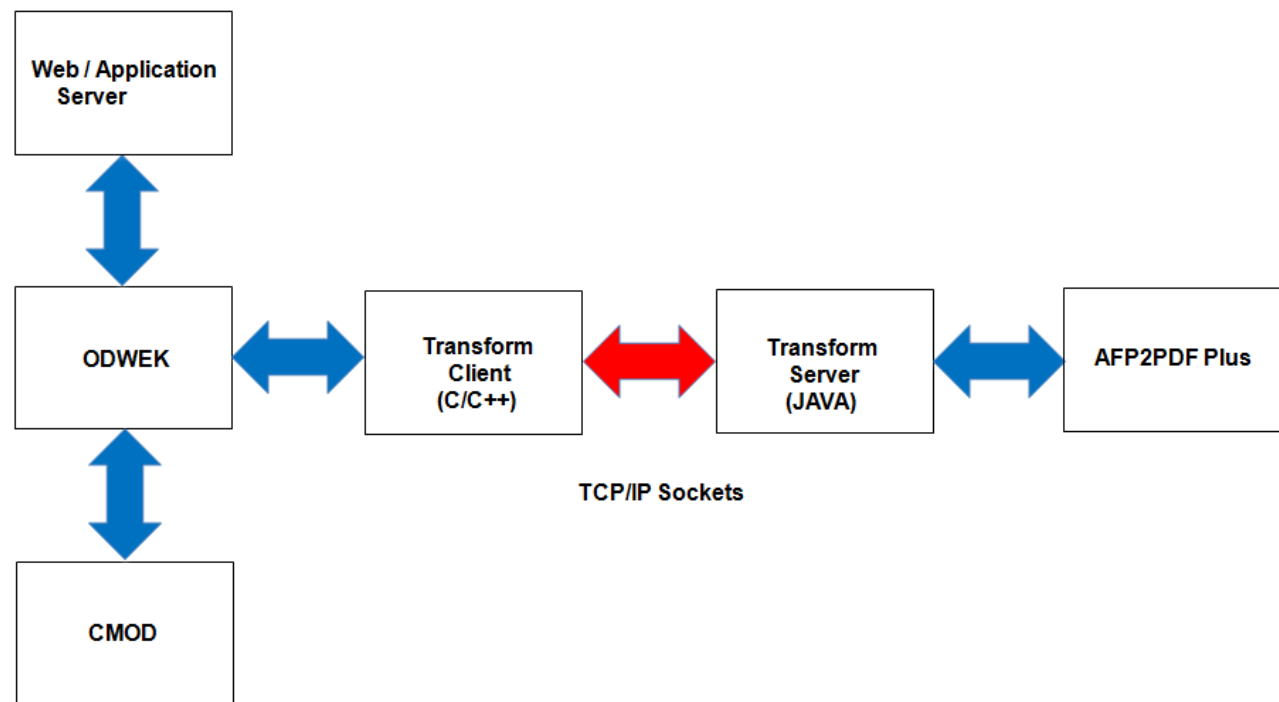 Web / Application
Server
ODWEK
Transform
Client
(C/C++)
Transform
Server
(JAVA)
AFP2PDF Plus
TCP/IP Sockets
CMOD